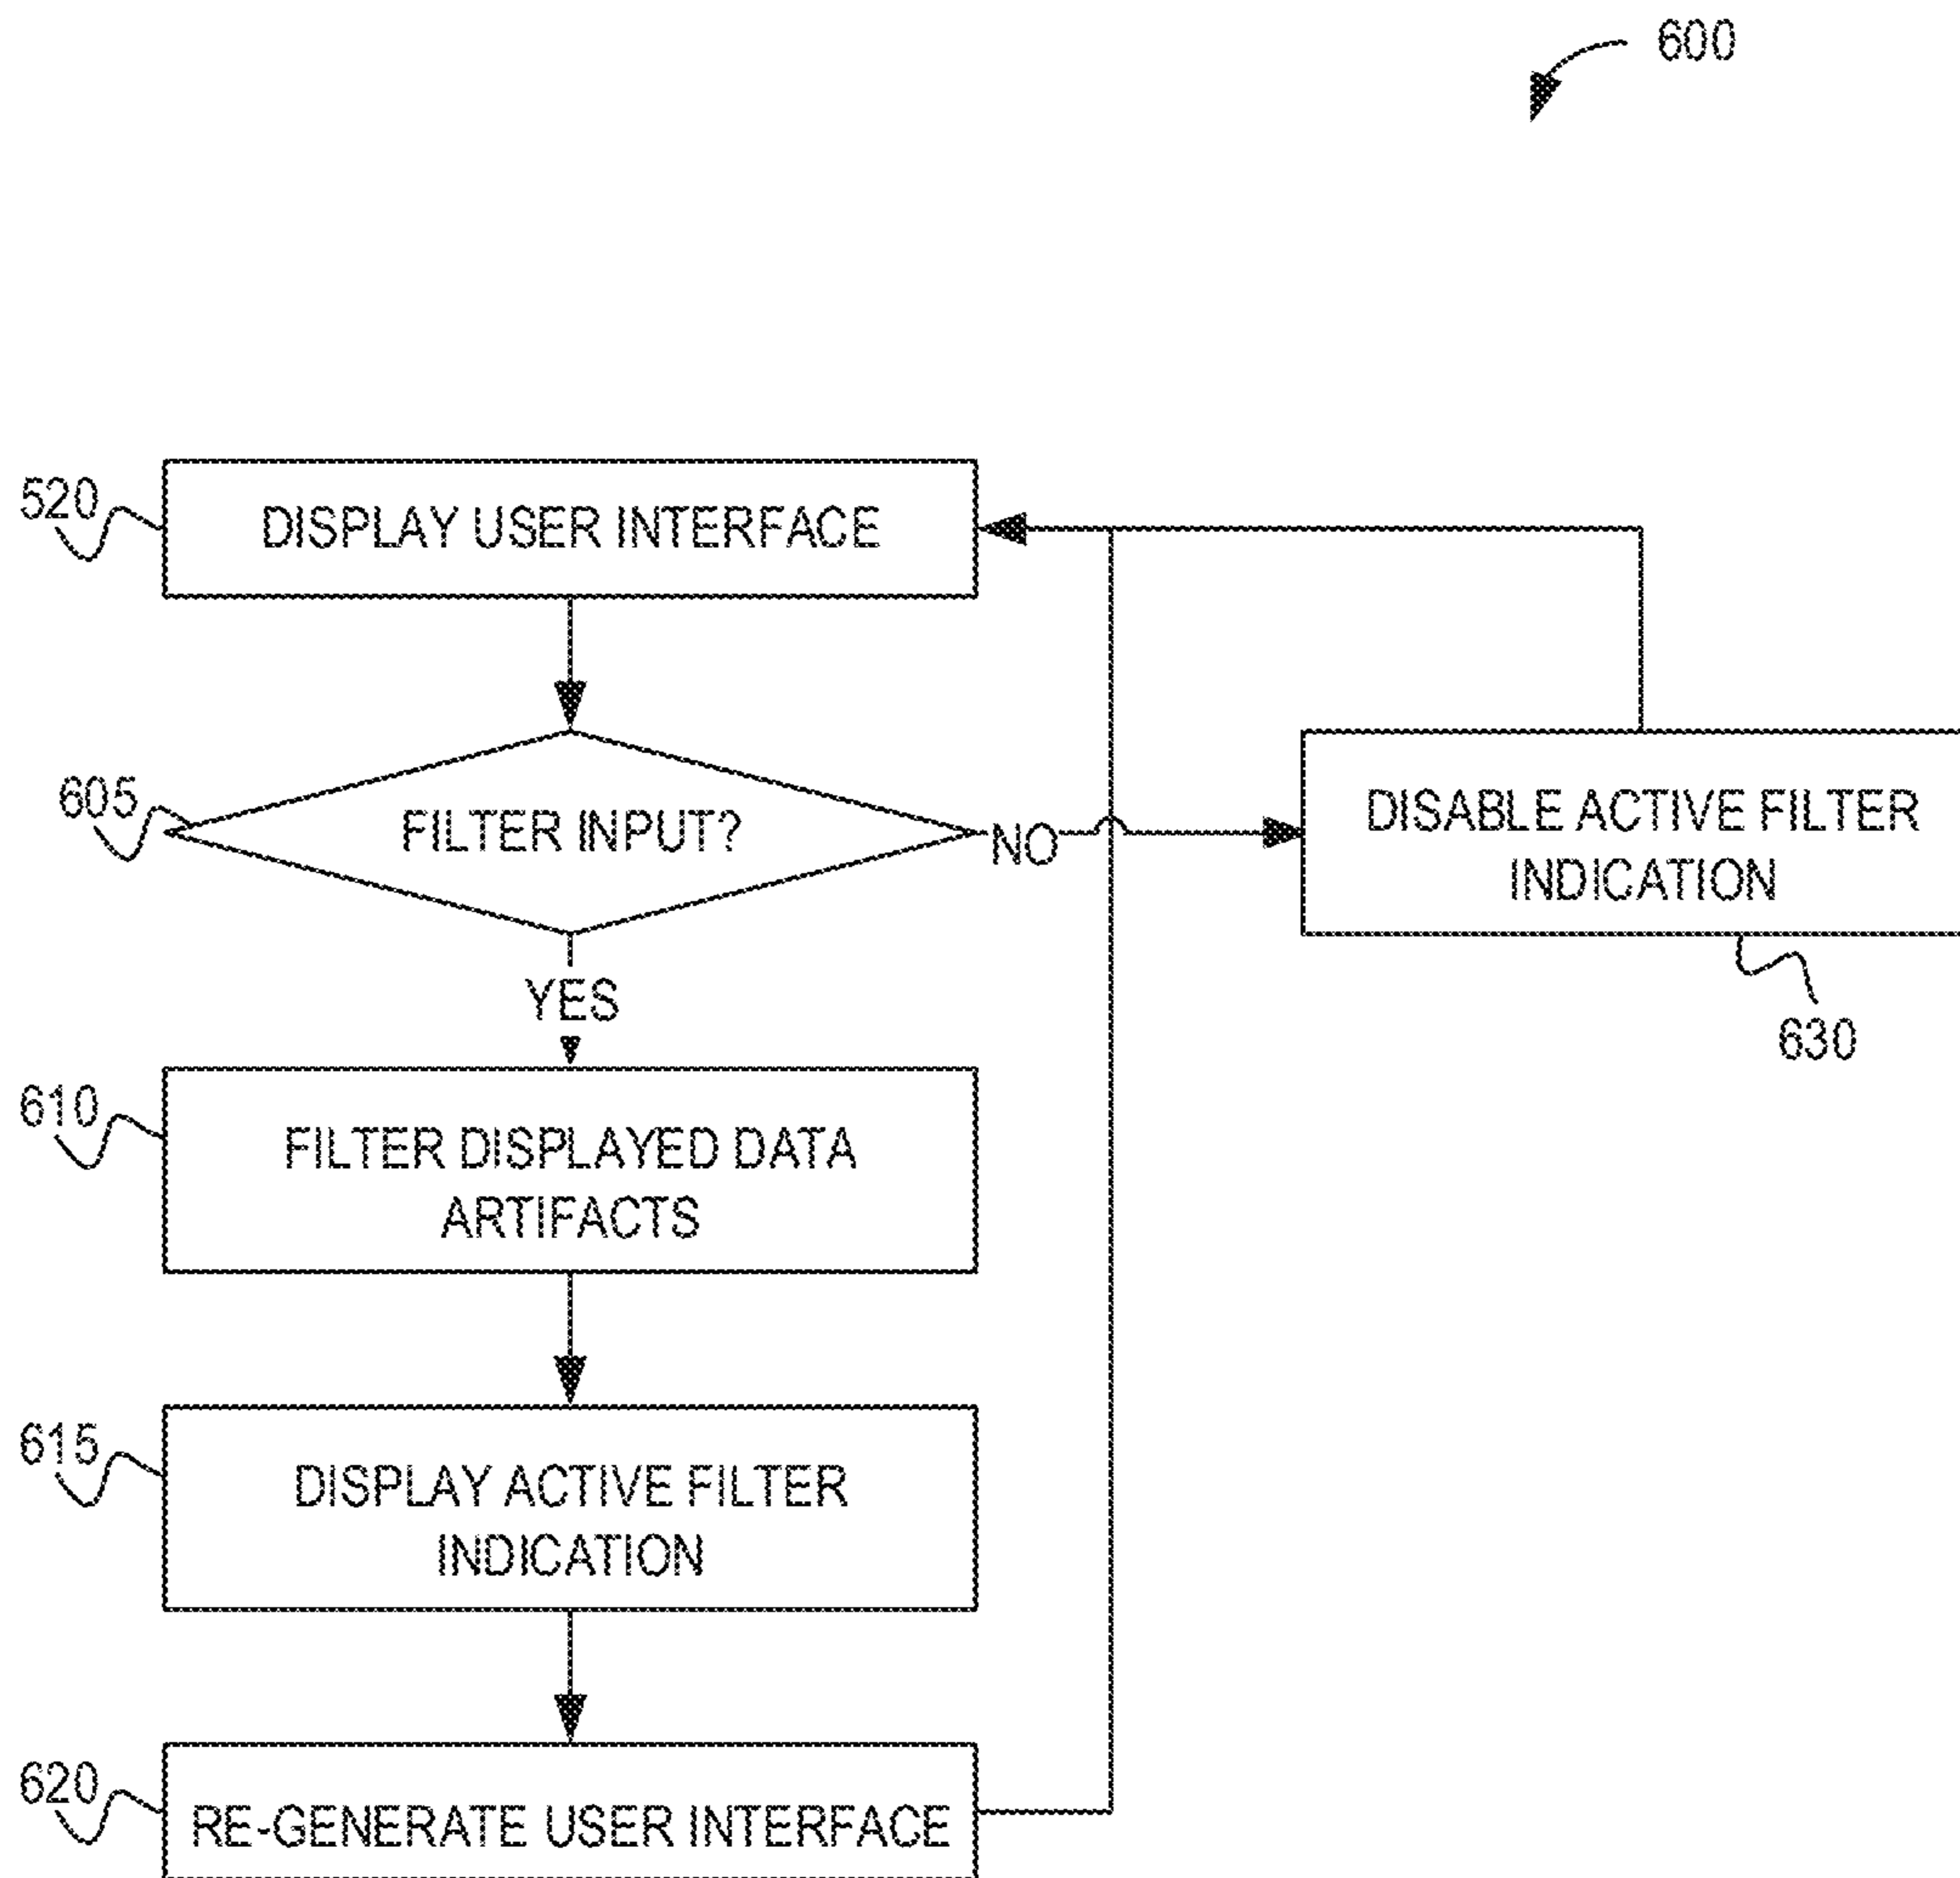 600
520
DISPLAY USER INTERFACE
605
FILTER INPUT?
NO
DISABLE ACTIVE FILTER
INDICATION
630
YES
610
FILTER DISPLAYED DATA
ARTIFACTS
615
DISPLAY ACTIVE FILTER
INDICATION
620
RE-GENERATE USER INTERFACE